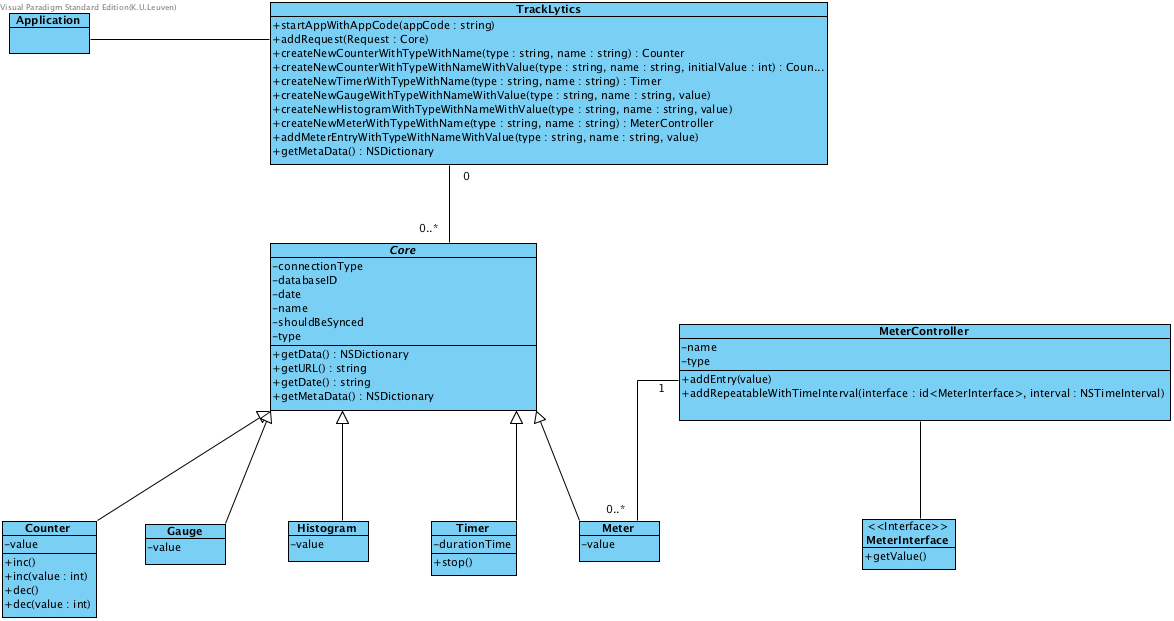 Visual Paradigm Standard Edition(K.U.Leuven)
Application
TrackLytics
+startAppWithAppCode(appCode : string)
+addRequest(Request : Core)
+createNewCounterWithTypeWithName(type : string, name : string) : Counter
+createNewCounterWithTypeWithNameWithValue(type : string, name : string, initialValue : int) : Coun...
+createNewTimerWithTypeWithName(type : string, name : string) : Timer
+createNewGaugeWithTypeWithNameWithValue(type : string, name : string, value)
+createNewHistogramWithTypeWithNameWithValue(type : string, name : string, value)
+createNewMeterWithTypeWithName(type : string, name : string) : MeterController
+addMeterEntryWithTypeWithNameWithValue(type : string, name : string, value)
+getMetaData() : NSDictionary
0
0..*
Core
-connectionType
-databaseID
-date
-name
-shouldBeSynced
-type
+getData() : NSDictionary
+getURL() : string
+getDate() : string
+getMetaData() : NSDictionary
MeterController
-name
-type
+addEntry(value)
+addRepeatableWithTimeInterval(interface : id<MeterInterface>, interval : NSTimeInterval)
1
0..*
Counter
-value
+inc()
+inc(value : int)
+dec()
+dec(value : int)
Gauge
-value
Histogram
-value
Timer
-durationTime
+stop()
Meter
-value
<<Interface>>
MeterInterface
+getValue()